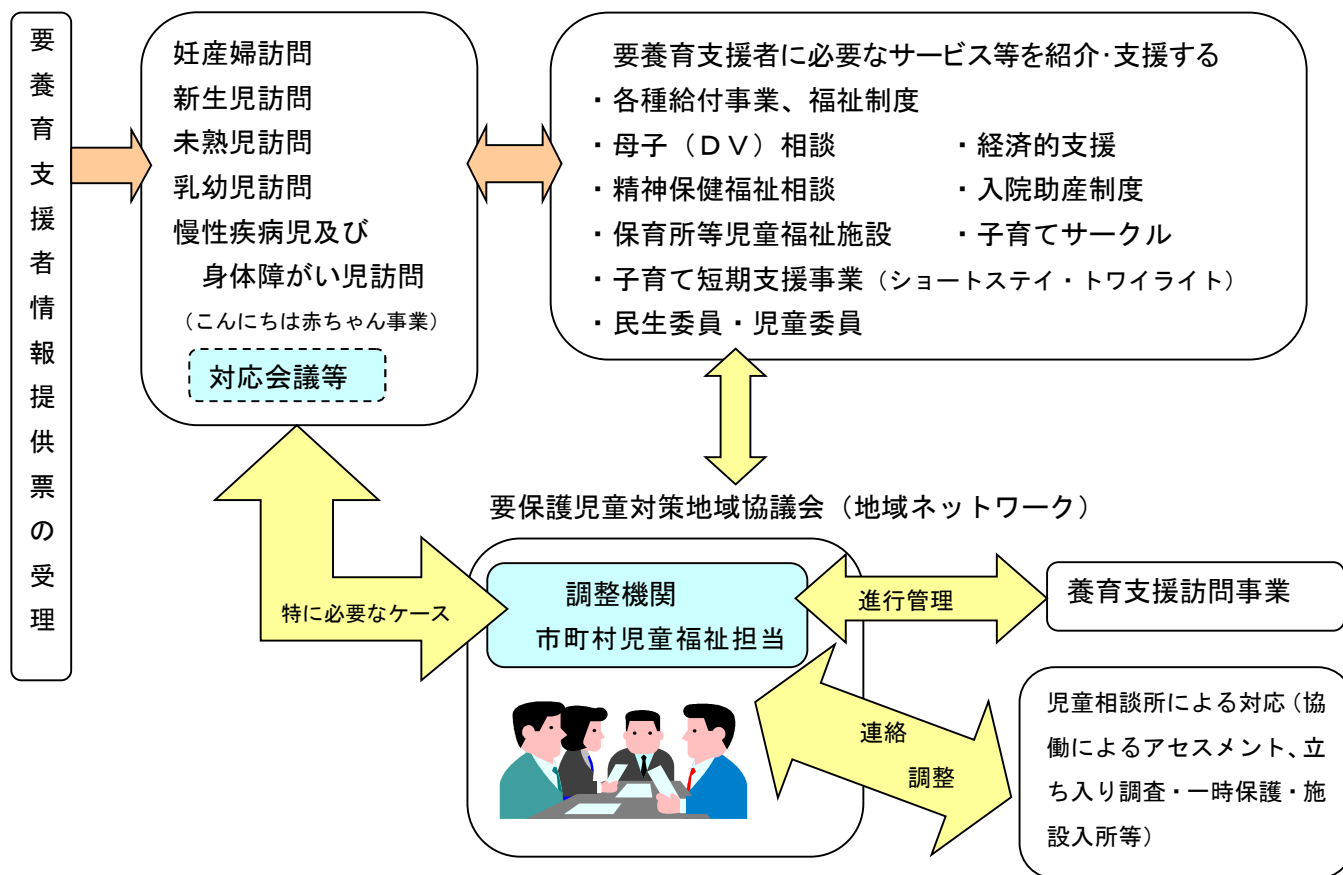 要養育支援者情報提供票の受理
妊産婦訪問
新生児訪問
未熟児訪問
乳幼児訪問
慢性疾病児及び
身体障がい児訪問
（こんにちは赤ちゃん事業）
対応会議等
要養育支援者に必要なサービス等を紹介・支援する
・各種給付事業、福祉制度
・母子（ＤＶ）相談　・経済的支援
・精神保健福祉相談　・入院助産制度
・保育所等児童福祉施設　・子育てサークル
・子育て短期支援事業（ショートステイ・トワイライト）
・民生委員・児童委員
要保護児童対策地域協議会（地域ネットワーク）
特に必要なケース
調整機関
市町村児童福祉担当
進行管理
養育支援訪問事業
連絡
調整
児童相談所による対応（協
働によるアセスメント、立
ち入り調査・一時保護・施
設入所等）